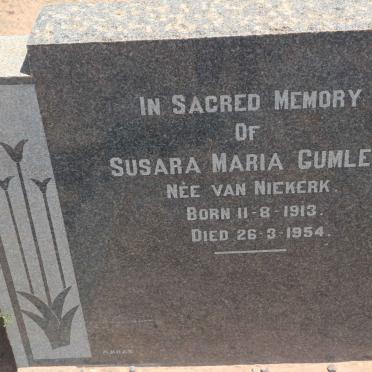 IN SACRED MEMORY
OF
SUSARA MARIA GUMLE
NÉE VAN NIEKERK.
BORN 11-8-1913.
DIED 26-3-1954.